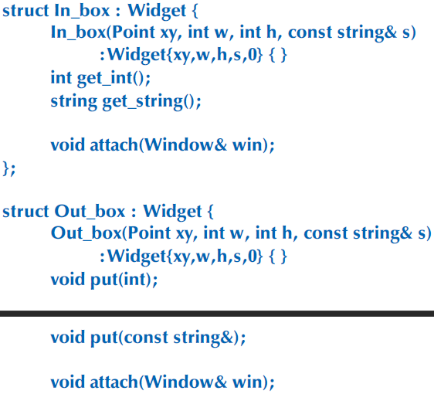 struct In_box : Widget {
In_box(Point xy, int w, int h, const string& s)
:Widget{xy,w,h,s,0} { }
int get_int();
string get_string();
void attach(Window& win);
};
struct Out_box : Widget {
Out_box(Point xy, int w, int h, const string& s)
:Widget{xy,w,h,s,0} { }
void put(int);
void put(const string&);
void attach(Window& win);